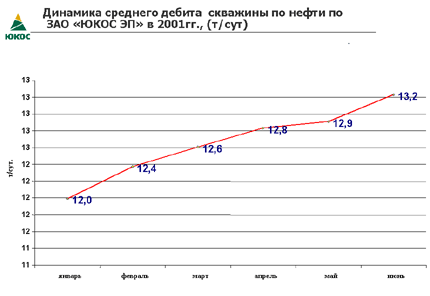 Динамика среднего дебита скважины по нефти по
ЗАО «ЮКОС ЭП» в 2001гг., (т/сут)
ЮКОС
т/сут.
13
13
13
13
12
12
12
12
12
12
11
11
12,0
12,4
12,6
12,8
12,9
13,2
январь
февраль
март
апрель
май
июнь